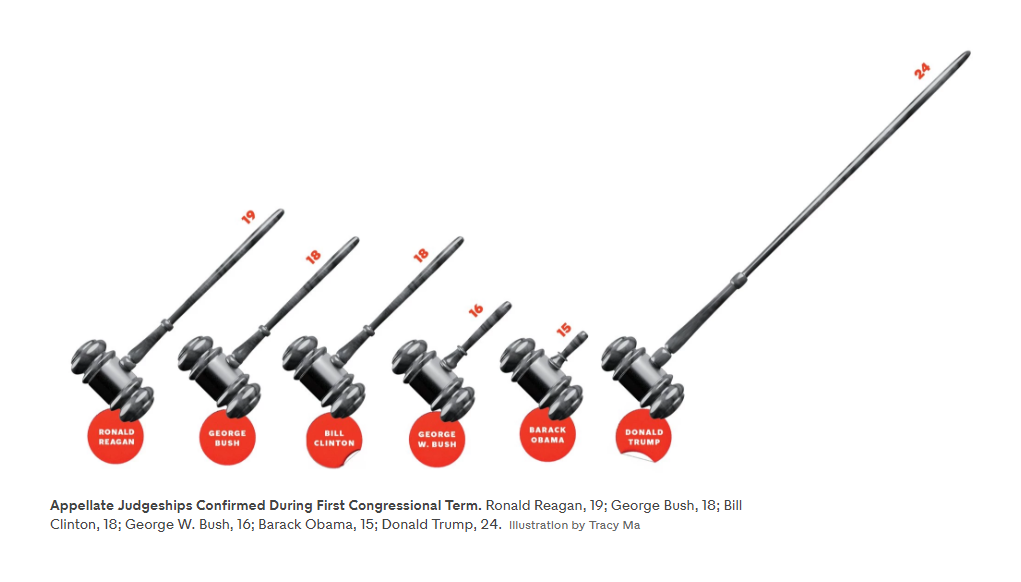 24
19
18
18
16
15
RONALD
REAGAN
GEORGE
BUSH
BILL
CLINTON
GEORGE
W. BUSH
BARACK
OBAMA
DONALD
TRUMP
Appellate Judgeships Confirmed During First Congressional Term. Ronald Reagan, 19; George Bush, 18; Bill
Clinton, 18; George W. Bush, 16; Barack Obama, 15; Donald Trump, 24. Illustration by Tracy Ma